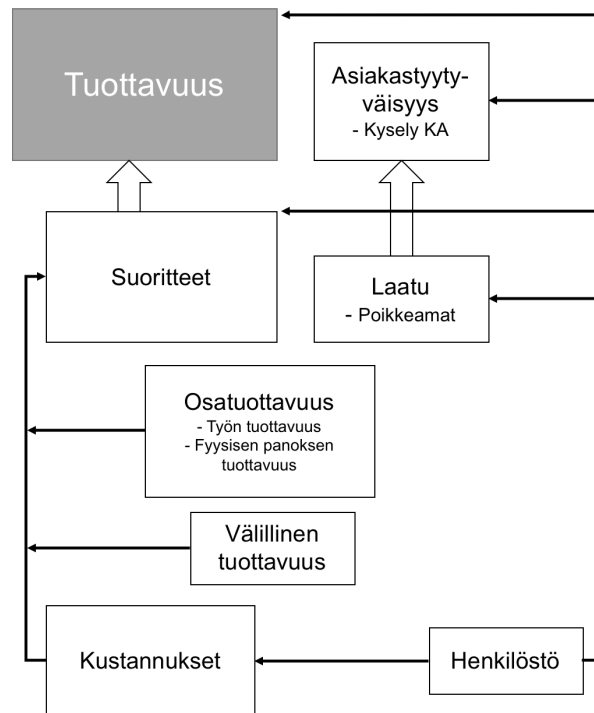 Tuottavuus
Asiakastyyty-
väisyys
- Kysely KA
Suoritteet
Laatu
- Poikkeamat
Osatuottavuus
- Työn tuottavuus
- Fyysisen panoksen
tuottavuus
Välillinen
tuottavuus
Kustannukset
Henkilöstö